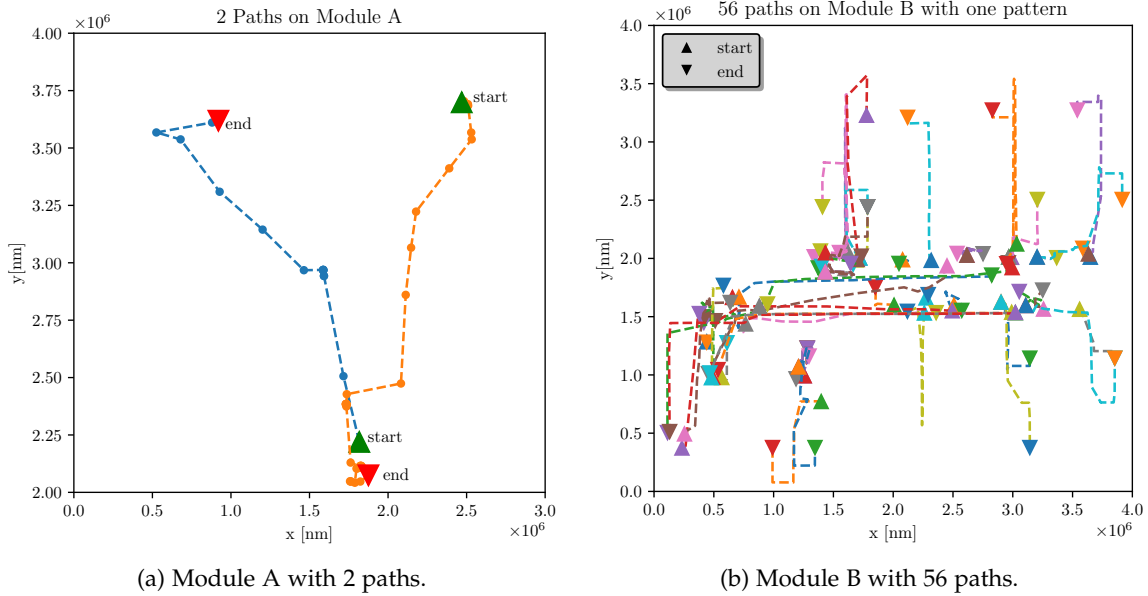 2 Paths on Module A
×10⁶
4.00
3.75
3.50
3.25
3.00
2.75
2.50
2.25
2.00
y[nm]
0.0 0.5 1.0 1.5 2.0 2.5 3.0
×10⁶
x [nm]
end
start
start
end
(a) Module A with 2 paths.
56 paths on Module B with one pattern
×10⁶
4.0
3.5
3.0
2.5
2.0
1.5
1.0
0.5
0.0
y[nm]
start
end
0.0 0.5 1.0 1.5 2.0 2.5 3.0 3.5 4.0
x [nm]
×10⁶
(b) Module B with 56 paths.